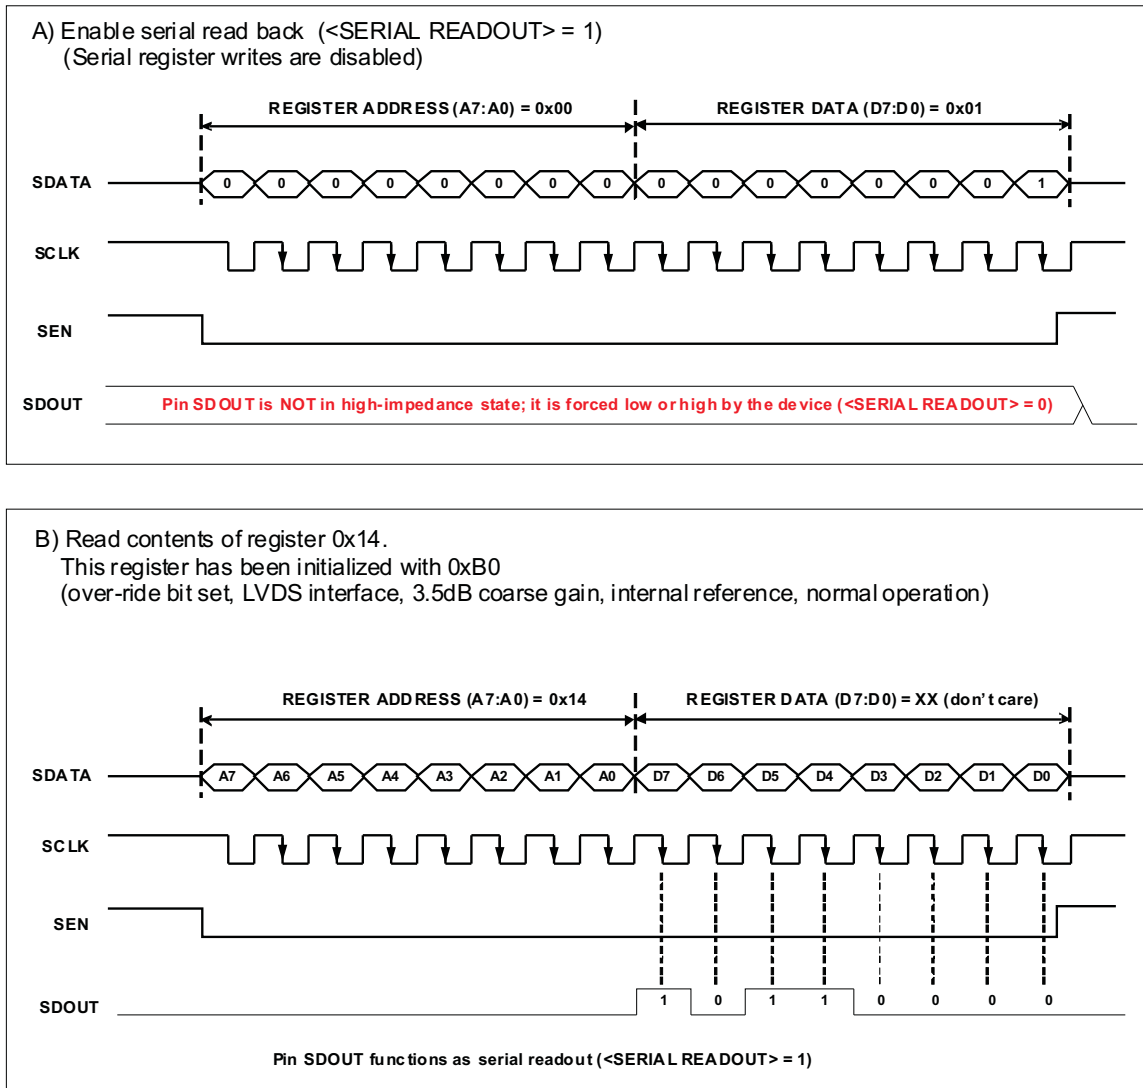 A) Enable serial read back (<SERIAL READOUT> = 1)
(Serial register writes are disabled)
REGISTER ADDRESS (A7:A0) = 0x00 REGISTER DATA (D7:D0) = 0x01
SDATA 0 0 0 0 0 0 0 0 0 0 0 0 0 0 0 1
SCLK
SEN
SDOUT Pin SDOUT is NOT in high-impedance state; it is forced low or high by the device (<SERIAL READOUT> = 0)
B) Read contents of register 0x14.
This register has been initialized with 0xB0
(over-ride bit set, LVDS interface, 3.5dB coarse gain, internal reference, normal operation)
REGISTER ADDRESS (A7:A0) = 0x14 REGISTER DATA (D7:D0) = XX (don't care)
SDATA A7 A6 A5 A4 A3 A2 A1 A0 D7 D6 D5 D4 D3 D2 D1 D0
SCLK
SEN
SDOUT 1 0 1 1 0 0 0 0
Pin SDOUT functions as serial readout (<SERIAL READOUT> = 1)